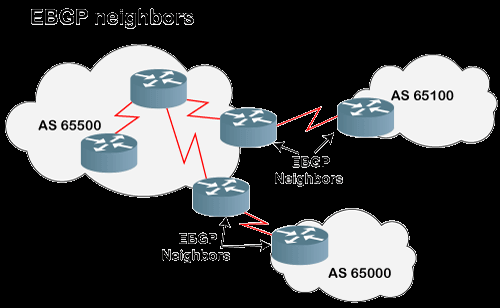 EBGP neighbors
AS 65500
AS 65100
EBGP
Neighbors
EBGP
Neighbors
AS 65000